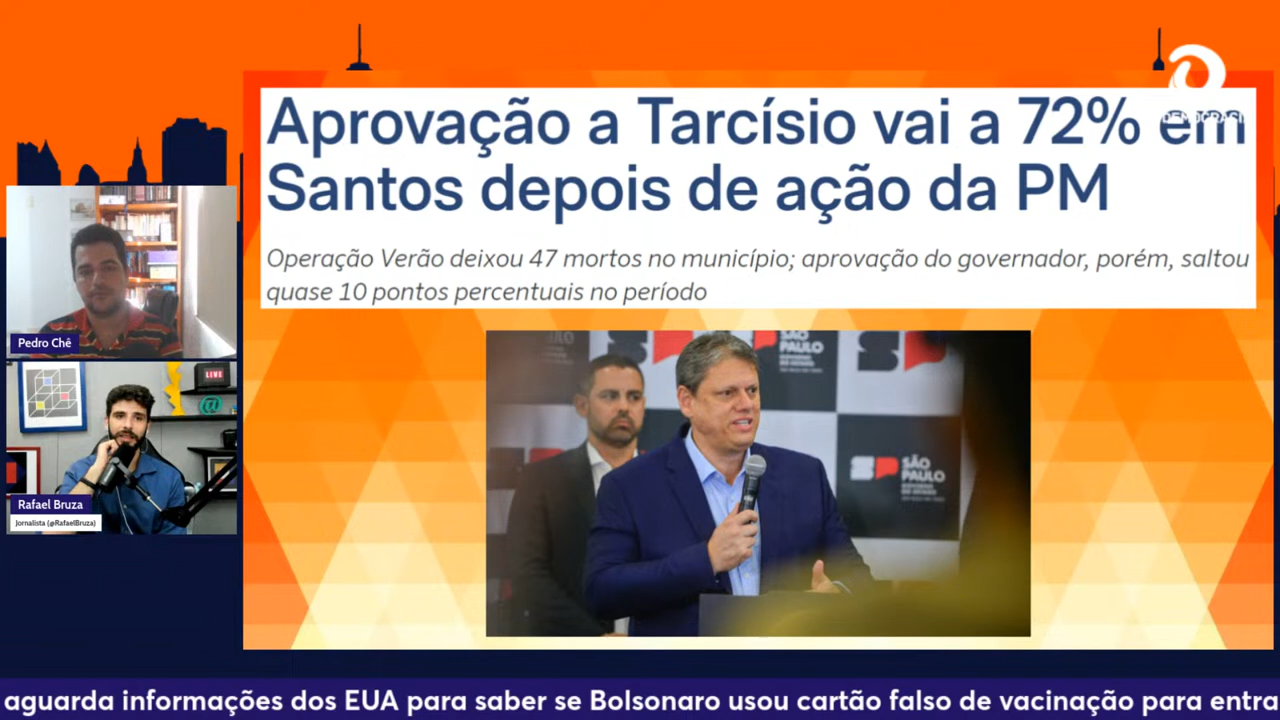 Aprovação a Tarcísio vai a 72% em
Santos depois de ação da PM
Operação Verão deixou 47 mortos no município; aprovação do governador, porém, saltou
quase 10 pontos percentuais no período
SÃO PAULO
SP
SP
SÃO
PAULO
Pedro Chê
LIVE
@
Rafael Bruza
Jornalista (@RafaelBruza)
aguarda informações dos EUA para saber se Bolsonaro usou cartão falso de vacinação para entra